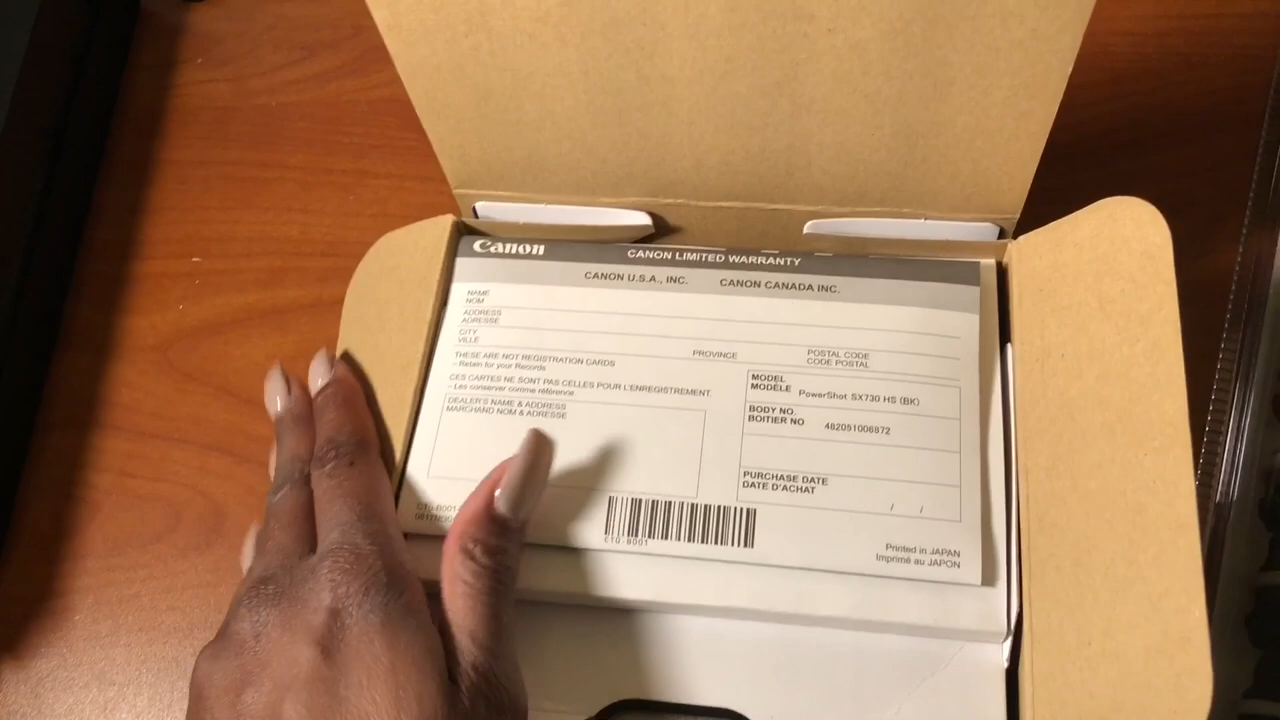 Canon CANON LIMITED WARRANTY
CANON U.S.A., INC. CANON CANADA INC.
NAME
NOM
ADDRESS
ADRESSE
CITY
VILLE
PROVINCE
POSTAL CODE
CODE POSTAL
THESE ARE NOT REGISTRATION CARDS
- Retain for your Records
CES CARTES NE SONT PAS CELLES POUR L'ENREGISTREMENT.
- Les conserver comme référence
DEALER'S NAME & ADDRESS
MARCHAND NOM & ADRESSE
MODEL
MODÈLE PowerShot SX730 HS (BK)
BODY NO.
BOITIER NO 482051006872
PURCHASE DATE
DATE D'ACHAT
/ /
CTG-B001
Printed in JAPAN
Imprimé au JAPON